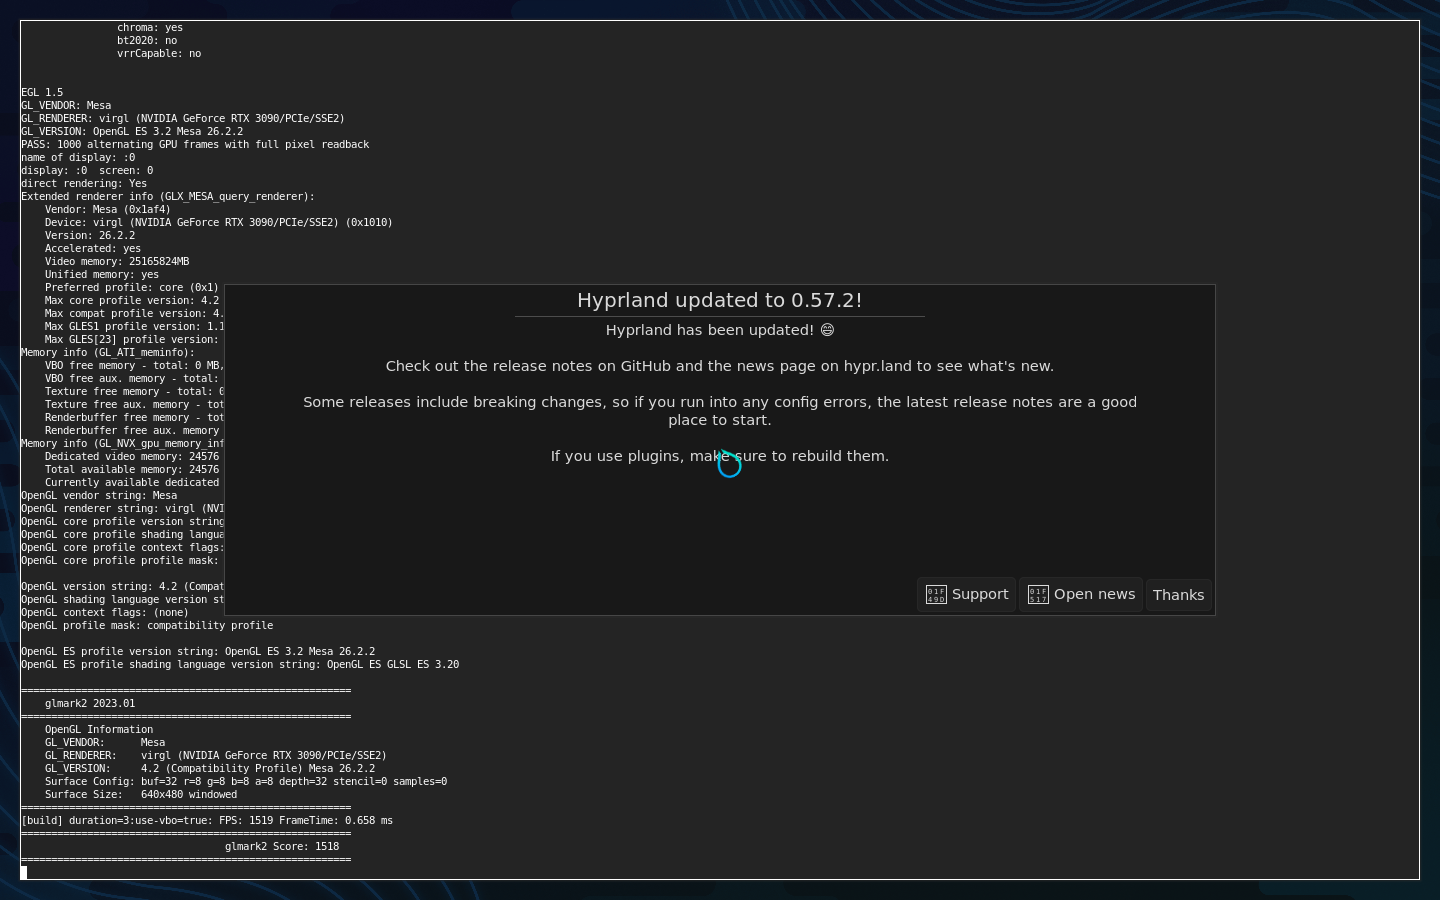 chroma: yes
bt2020: no
vrrCapable: no
EGL 1.5
GL_VENDOR: Mesa
GL_RENDERER: virgl (NVIDIA GeForce RTX 3090/PCIe/SSE2)
GL_VERSION: OpenGL ES 3.2 Mesa 26.2.2
PASS: 1000 alternating GPU frames with full pixel readback
name of display: :0
display: :0  screen: 0
direct rendering: Yes
Extended renderer info (GLX_MESA_query_renderer):
Vendor: Mesa (0x1af4)
Device: virgl (NVIDIA GeForce RTX 3090/PCIe/SSE2) (0x1010)
Version: 26.2.2
Accelerated: yes
Video memory: 25165824MB
Unified memory: yes
Preferred profile: core (0x1)
Max core profile version: 4.2
Max compat profile version: 4.
Max GLES1 profile version: 1.1
Max GLES[23] profile version:
Memory info (GL_ATI_meminfo):
VBO free memory - total: 0 MB,
VBO free aux. memory - total:
Texture free memory - total: 0
Texture free aux. memory - tot
Renderbuffer free memory - tot
Renderbuffer free aux. memory
Memory info (GL_NVX_gpu_memory_inf
Dedicated video memory: 24576
Total available memory: 24576
Currently available dedicated
OpenGL vendor string: Mesa
OpenGL renderer string: virgl (NVI
OpenGL core profile version string
OpenGL core profile shading langua
OpenGL core profile context flags:
OpenGL core profile profile mask:
OpenGL version string: 4.2 (Compat
OpenGL shading language version st
OpenGL context flags: (none)
OpenGL profile mask: compatibility profile
OpenGL ES profile version string: OpenGL ES 3.2 Mesa 26.2.2
OpenGL ES profile shading language version string: OpenGL ES GLSL ES 3.20
=======================================================
glmark2 2023.01
=======================================================
OpenGL Information
GL_VENDOR:      Mesa
GL_RENDERER:    virgl (NVIDIA GeForce RTX 3090/PCIe/SSE2)
GL_VERSION:     4.2 (Compatibility Profile) Mesa 26.2.2
Surface Config: buf=32 r=8 g=8 b=8 a=8 depth=32 stencil=0 samples=0
Surface Size:   640x480 windowed
=======================================================
[build] duration=3:use-vbo=true: FPS: 1519 FrameTime: 0.658 ms
=======================================================
glmark2 Score: 1518
=======================================================
Hyprland updated to 0.57.2!
Hyprland has been updated! 😄
Check out the release notes on GitHub and the news page on hypr.land to see what's new.
Some releases include breaking changes, so if you run into any config errors, the latest release notes are a good
place to start.
If you use plugins, make sure to rebuild them.
Support
Open news
Thanks